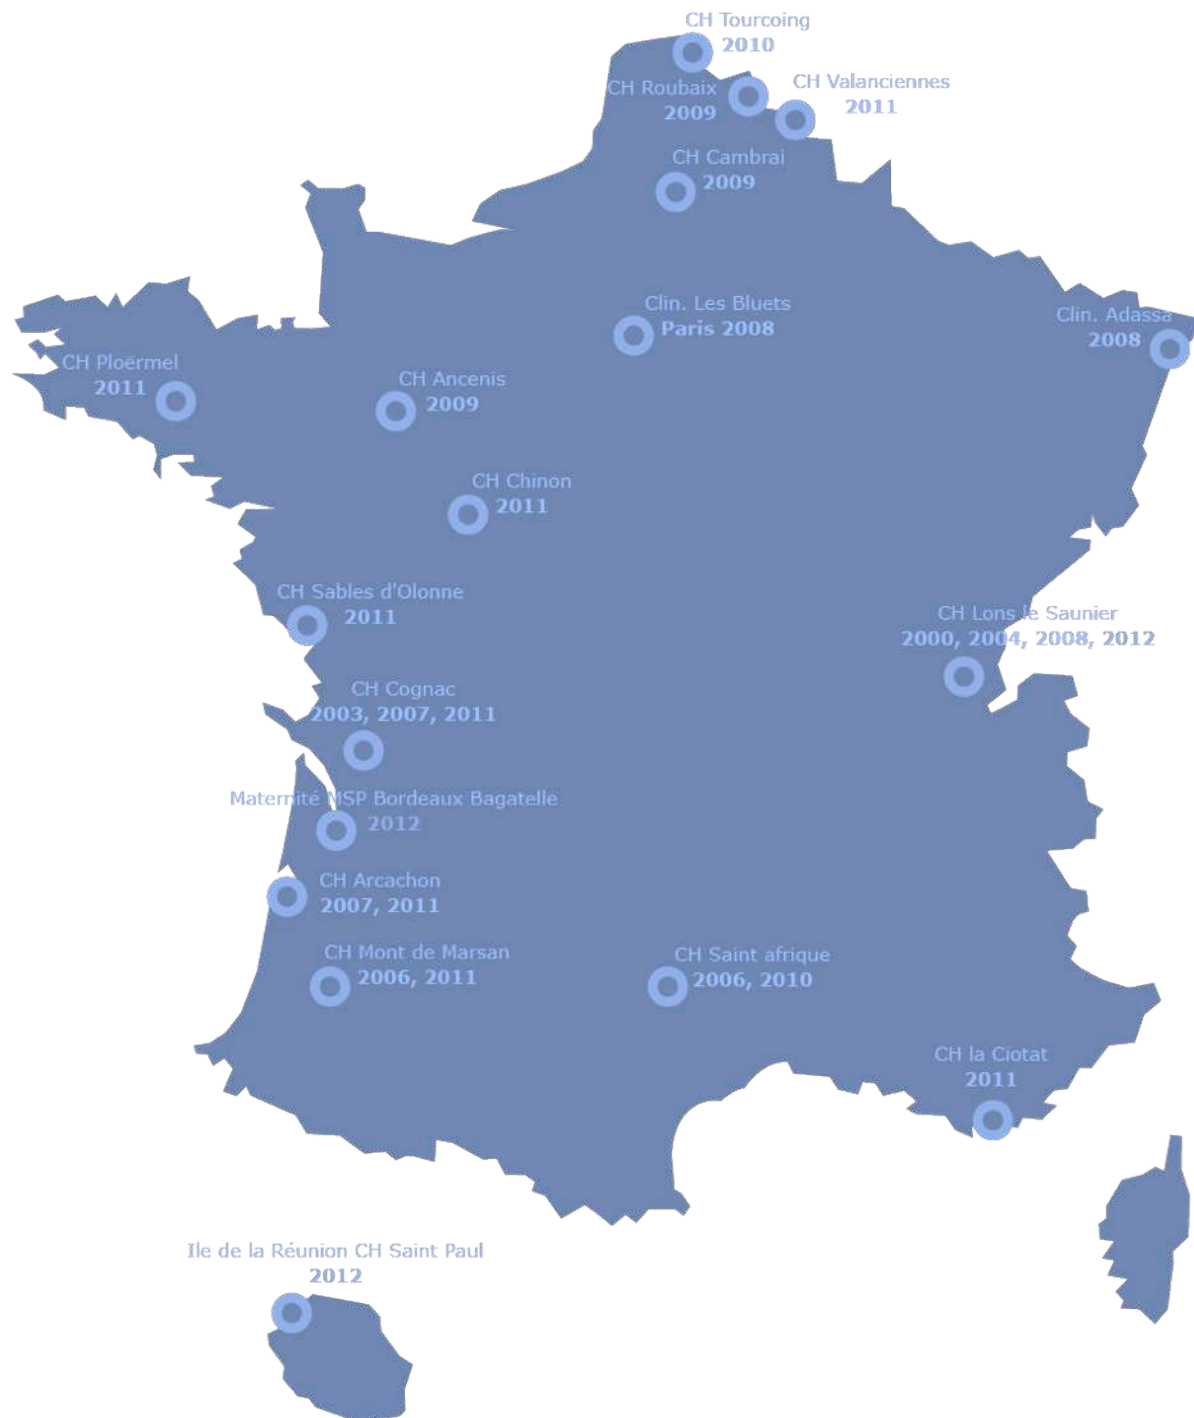 CH Tourcoing
2010
CH Roubaix
2009
CH Valanciennes
2011
CH Cambrai
2009
Clin. Les Bluets
Paris 2008
Clin. Adassa
2008
CH Ploërmel
2011
CH Ancenis
2009
CH Chinon
2011
CH Sables d'Olonne
2011
CH Lons le Saunier
2000, 2004, 2008, 2012
CH Cognac
2003, 2007, 2011
Maternité MSP Bordeaux Bagatelle
2012
CH Arcachon
2007, 2011
CH Mont de Marsan
2006, 2011
CH Saint afrique
2006, 2010
CH la Ciotat
2011
Ile de la Réunion CH Saint Paul
2012